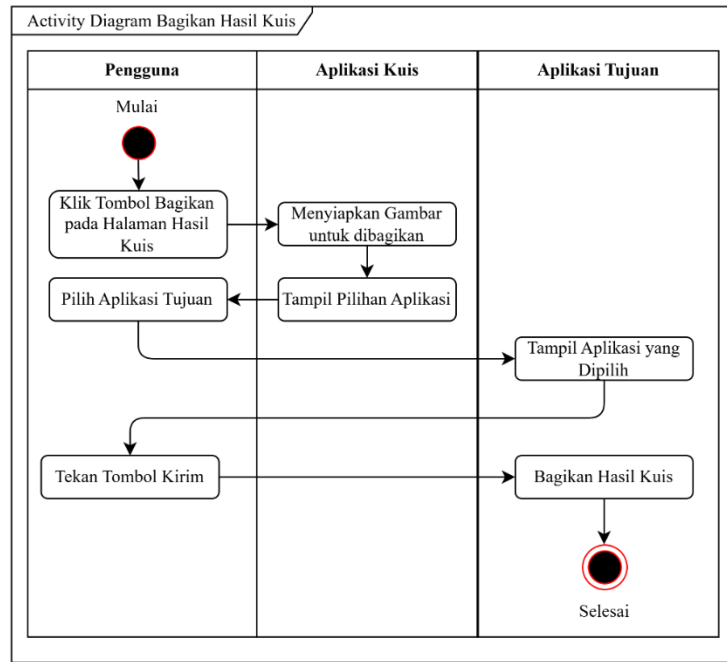 Activity Diagram Bagikan Hasil Kuis
Pengguna
Aplikasi Kuis
Aplikasi Tujuan
Mulai
Klik Tombol Bagikan
pada Halaman Hasil
Kuis
Menyiapkan Gambar
untuk dibagikan
Pilih Aplikasi Tujuan
Tampil Pilihan Aplikasi
Tampil Aplikasi yang
Dipilih
Tekan Tombol Kirim
Bagikan Hasil Kuis
Selesai